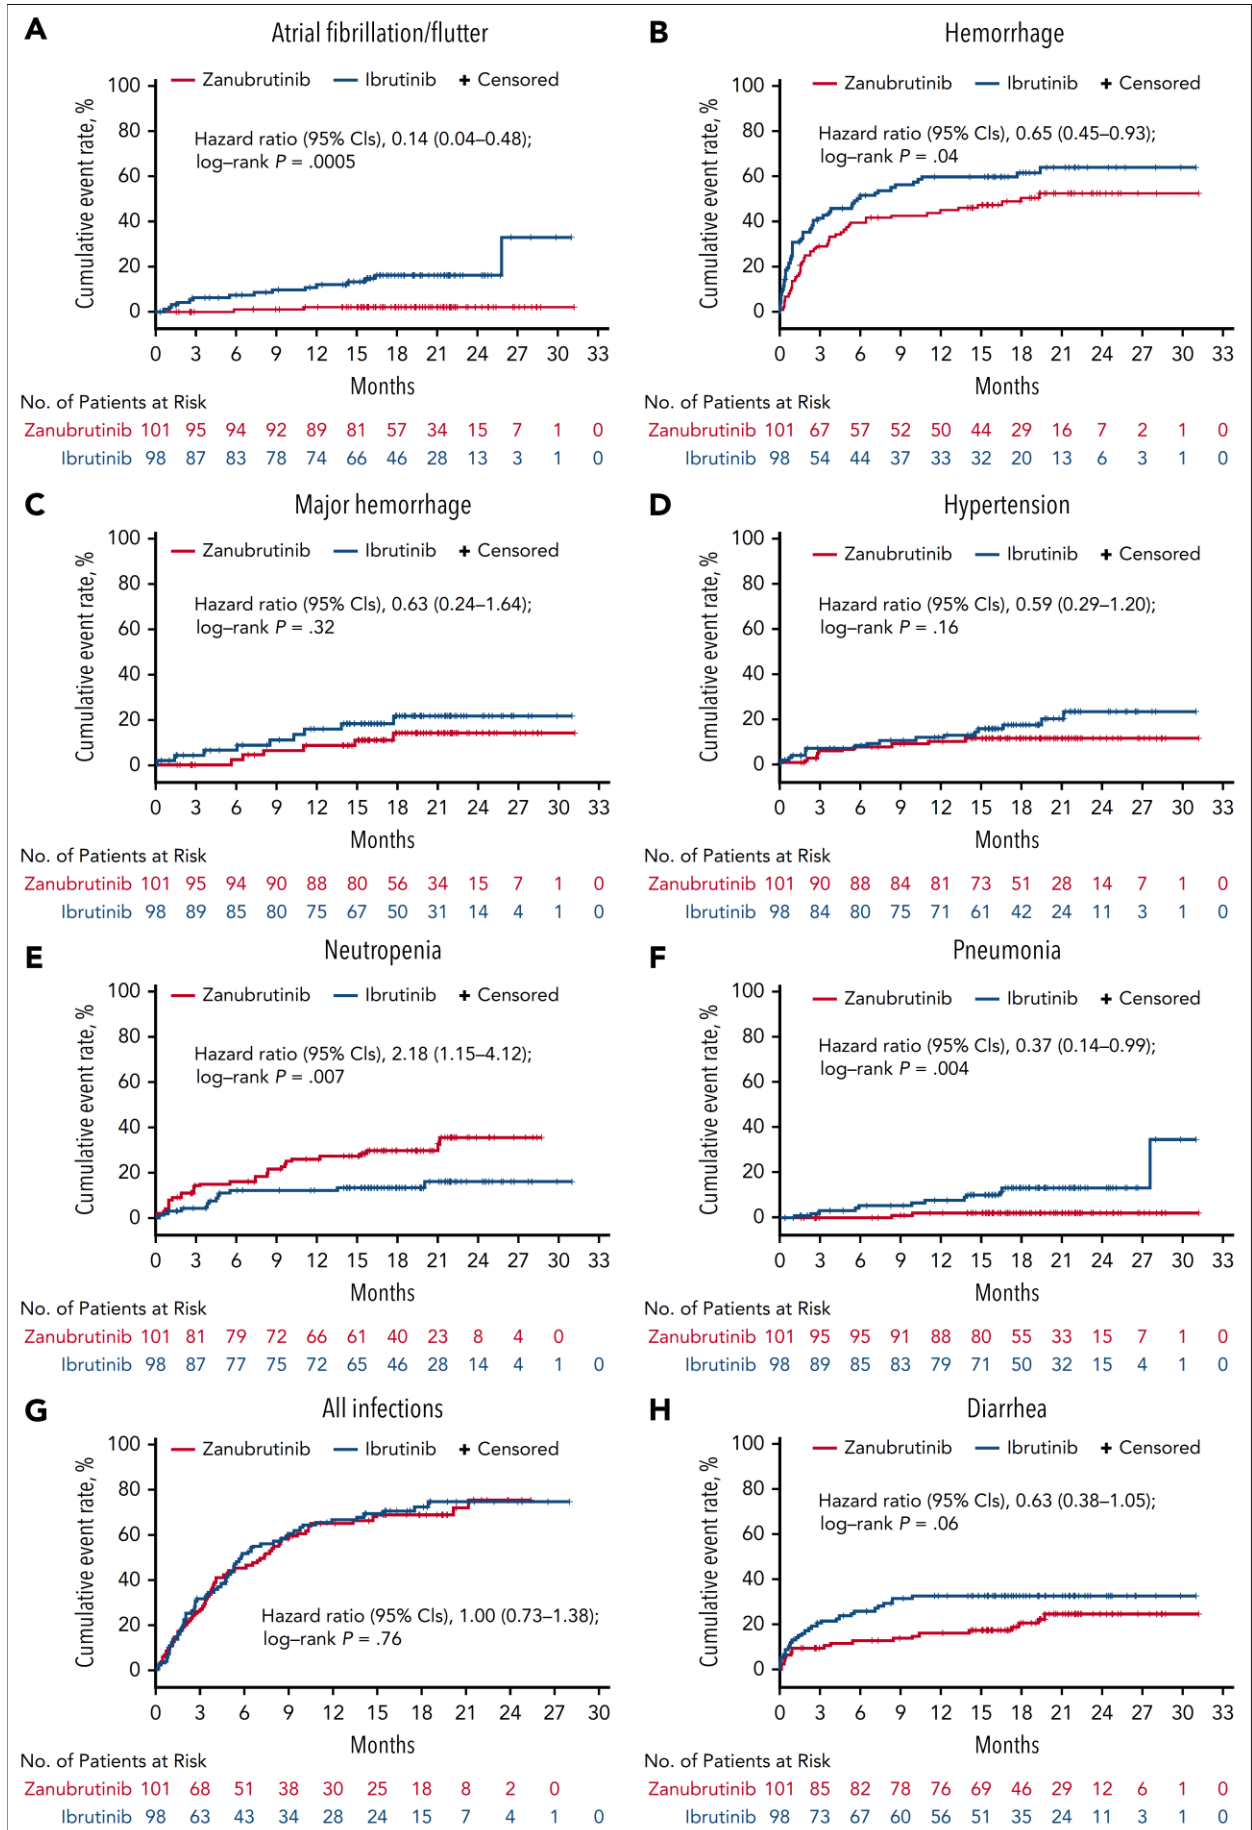 A Atrial fibrillation/flutter
Cumulative event rate, %
100
80
60
40
20
0
Zanubrutinib Ibrutinib + Censored
Hazard ratio (95% CIs), 0.14 (0.04–0.48);
log–rank P = .0005
0 3 6 9 12 15 18 21 24 27 30 33
Months
No. of Patients at Risk
Zanubrutinib 101 95 94 92 89 81 57 34 15 7 1 0
Ibrutinib 98 87 83 78 74 66 46 28 13 3 1 0
B Hemorrhage
Cumulative event rate, %
100
80
60
40
20
0
Zanubrutinib Ibrutinib + Censored
Hazard ratio (95% CIs), 0.65 (0.45–0.93);
log–rank P = .04
0 3 6 9 12 15 18 21 24 27 30 33
Months
No. of Patients at Risk
Zanubrutinib 101 67 57 52 50 44 29 16 7 2 1 0
Ibrutinib 98 54 44 37 33 32 20 13 6 3 1 0
C Major hemorrhage
Cumulative event rate, %
100
80
60
40
20
0
Zanubrutinib Ibrutinib + Censored
Hazard ratio (95% CIs), 0.63 (0.24–1.64);
log–rank P = .32
0 3 6 9 12 15 18 21 24 27 30 33
Months
No. of Patients at Risk
Zanubrutinib 101 95 94 90 88 80 56 34 15 7 1 0
Ibrutinib 98 89 85 80 75 67 50 31 14 4 1 0
D Hypertension
Cumulative event rate, %
100
80
60
40
20
0
Zanubrutinib Ibrutinib + Censored
Hazard ratio (95% CIs), 0.59 (0.29–1.20);
log–rank P = .16
0 3 6 9 12 15 18 21 24 27 30 33
Months
No. of Patients at Risk
Zanubrutinib 101 90 88 84 81 73 51 28 14 7 1 0
Ibrutinib 98 84 80 75 71 61 42 24 11 3 1 0
E Neutropenia
Cumulative event rate, %
100
80
60
40
20
0
Zanubrutinib Ibrutinib + Censored
Hazard ratio (95% CIs), 2.18 (1.15–4.12);
log–rank P = .007
0 3 6 9 12 15 18 21 24 27 30 33
Months
No. of Patients at Risk
Zanubrutinib 101 81 79 72 66 61 40 23 8 4 0
Ibrutinib 98 87 77 75 72 65 46 28 14 4 1 0
F Pneumonia
Cumulative event rate, %
100
80
60
40
20
0
Zanubrutinib Ibrutinib + Censored
Hazard ratio (95% CIs), 0.37 (0.14–0.99);
log–rank P = .004
0 3 6 9 12 15 18 21 24 27 30 33
Months
No. of Patients at Risk
Zanubrutinib 101 95 95 91 88 80 55 33 15 7 1 0
Ibrutinib 98 89 85 83 79 71 50 32 15 4 1 0
G All infections
Cumulative event rate, %
100
80
60
40
20
0
Zanubrutinib Ibrutinib + Censored
Hazard ratio (95% CIs), 1.00 (0.73–1.38);
log–rank P = .76
0 3 6 9 12 15 18 21 24 27 30
Months
No. of Patients at Risk
Zanubrutinib 101 68 51 38 30 25 18 8 2 0
Ibrutinib 98 63 43 34 28 24 15 7 4 1 0
H Diarrhea
Cumulative event rate, %
100
80
60
40
20
0
Zanubrutinib Ibrutinib + Censored
Hazard ratio (95% CIs), 0.63 (0.38–1.05);
log–rank P = .06
0 3 6 9 12 15 18 21 24 27 30 33
Months
No. of Patients at Risk
Zanubrutinib 101 85 82 78 76 69 46 29 12 6 1 0
Ibrutinib 98 73 67 60 56 51 35 24 11 3 1 0